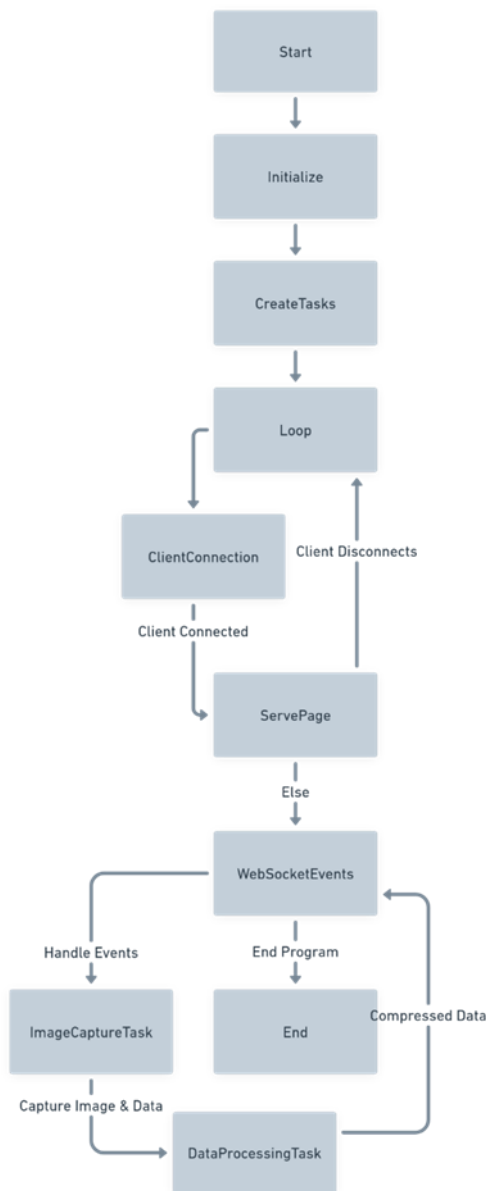 Start
Initialize
CreateTasks
Loop
ClientConnection
Client Disconnects
Client Connected
ServePage
Else
WebSocketEvents
Handle Events
End Program
Compressed Data
ImageCaptureTask
End
Capture Image & Data
DataProcessingTask